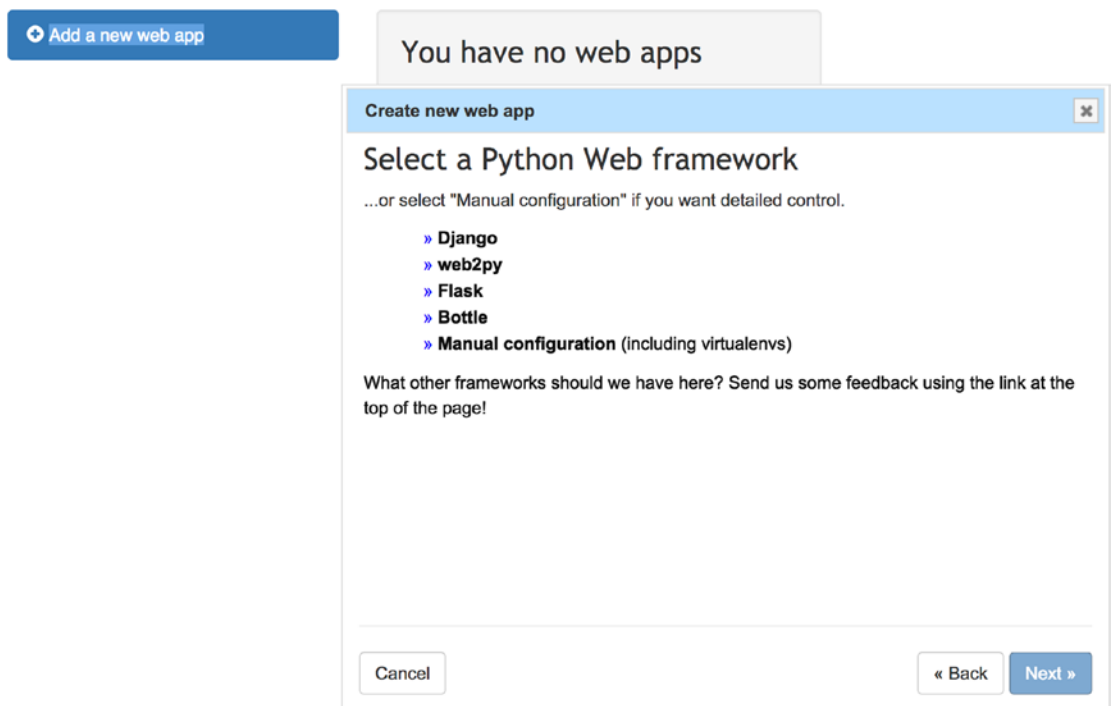 Add a new web app
You have no web apps
Create new web app
Select a Python Web framework
...or select "Manual configuration" if you want detailed control.
» Django
» web2py
» Flask
» Bottle
» Manual configuration (including virtualenvs)
What other frameworks should we have here? Send us some feedback using the link at the
top of the page!
Cancel
« Back
Next »